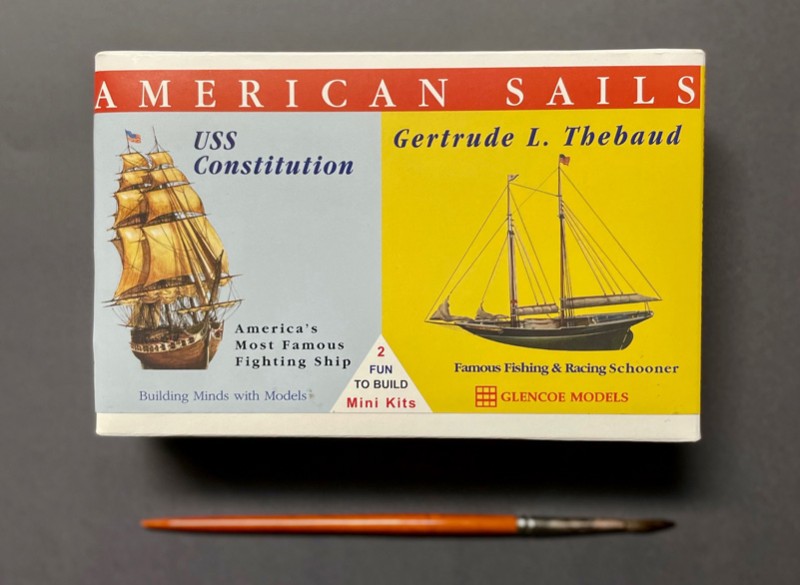 AMERICAN SAILS
USS
Constitution
America's
Most Famous
Fighting Ship
Building Minds with Models
2
FUN
TO BUILD
Mini Kits
Gertrude L. Thebaud
Famous Fishing & Racing Schooner
GLENCOE MODELS